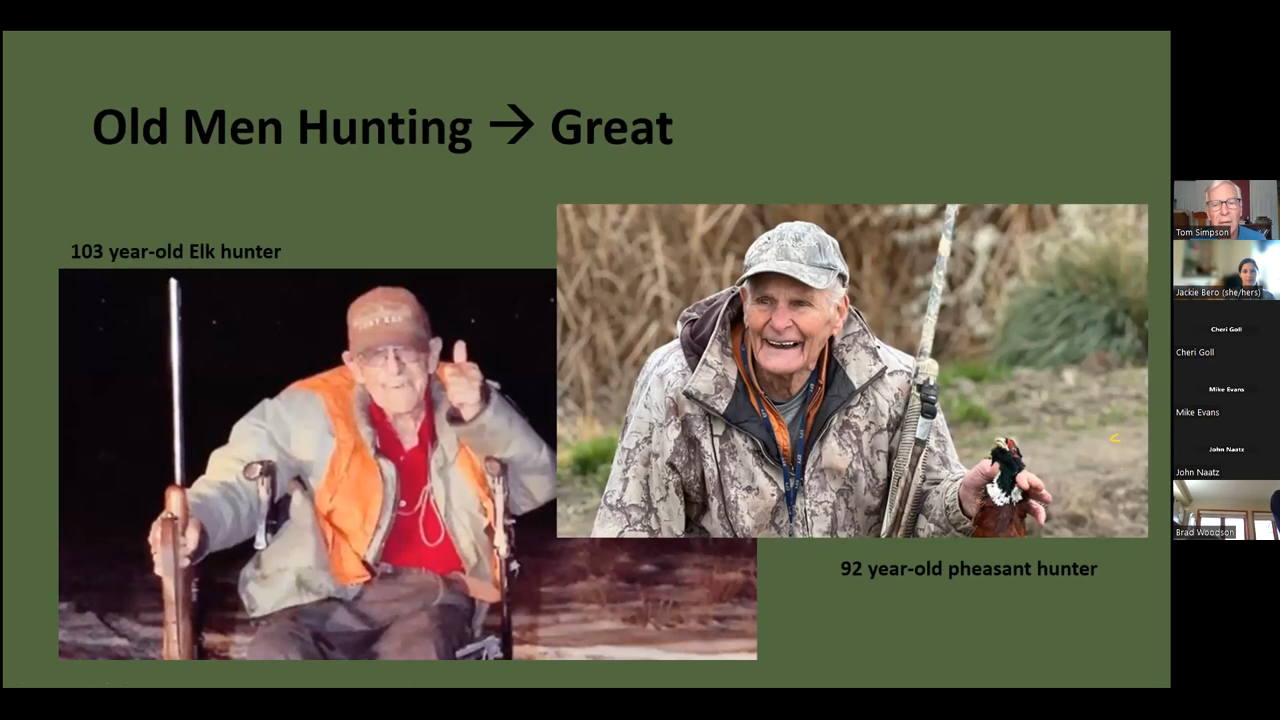 Old Men Hunting → Great
103 year-old Elk hunter
92 year-old pheasant hunter
Tom Simpson
Jackie Bero (she/hers)
Cheri Goll
Cheri Goll
Mike Evans
Mike Evans
John Naatz
John Naatz
Brad Woodson